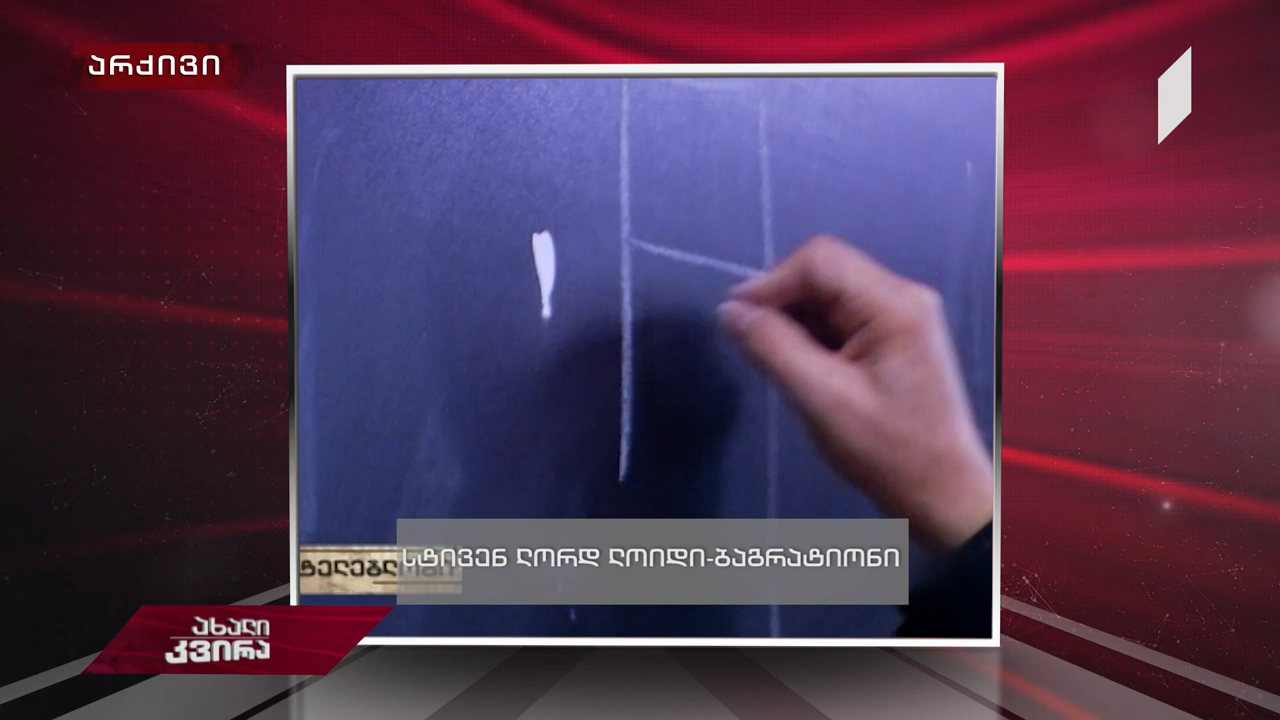 არქივი
სტივენ ლორდ ლოიდი-ბაგრატიონი
ახალი
კვირა